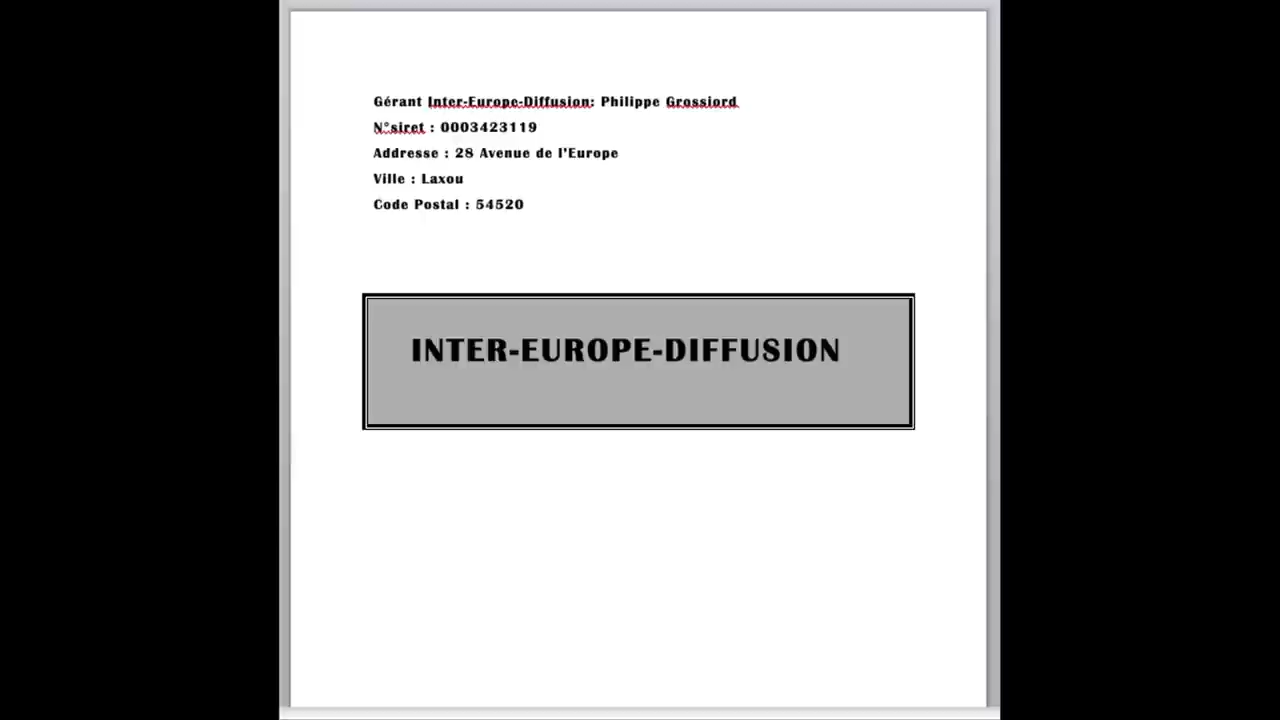 Gérant Inter-Europe-Diffusion: Philippe Grossiord
N°siret : 0003423119
Addresse : 28 Avenue de l'Europe
Ville : Laxou
Code Postal : 54520
INTER-EUROPE-DIFFUSION